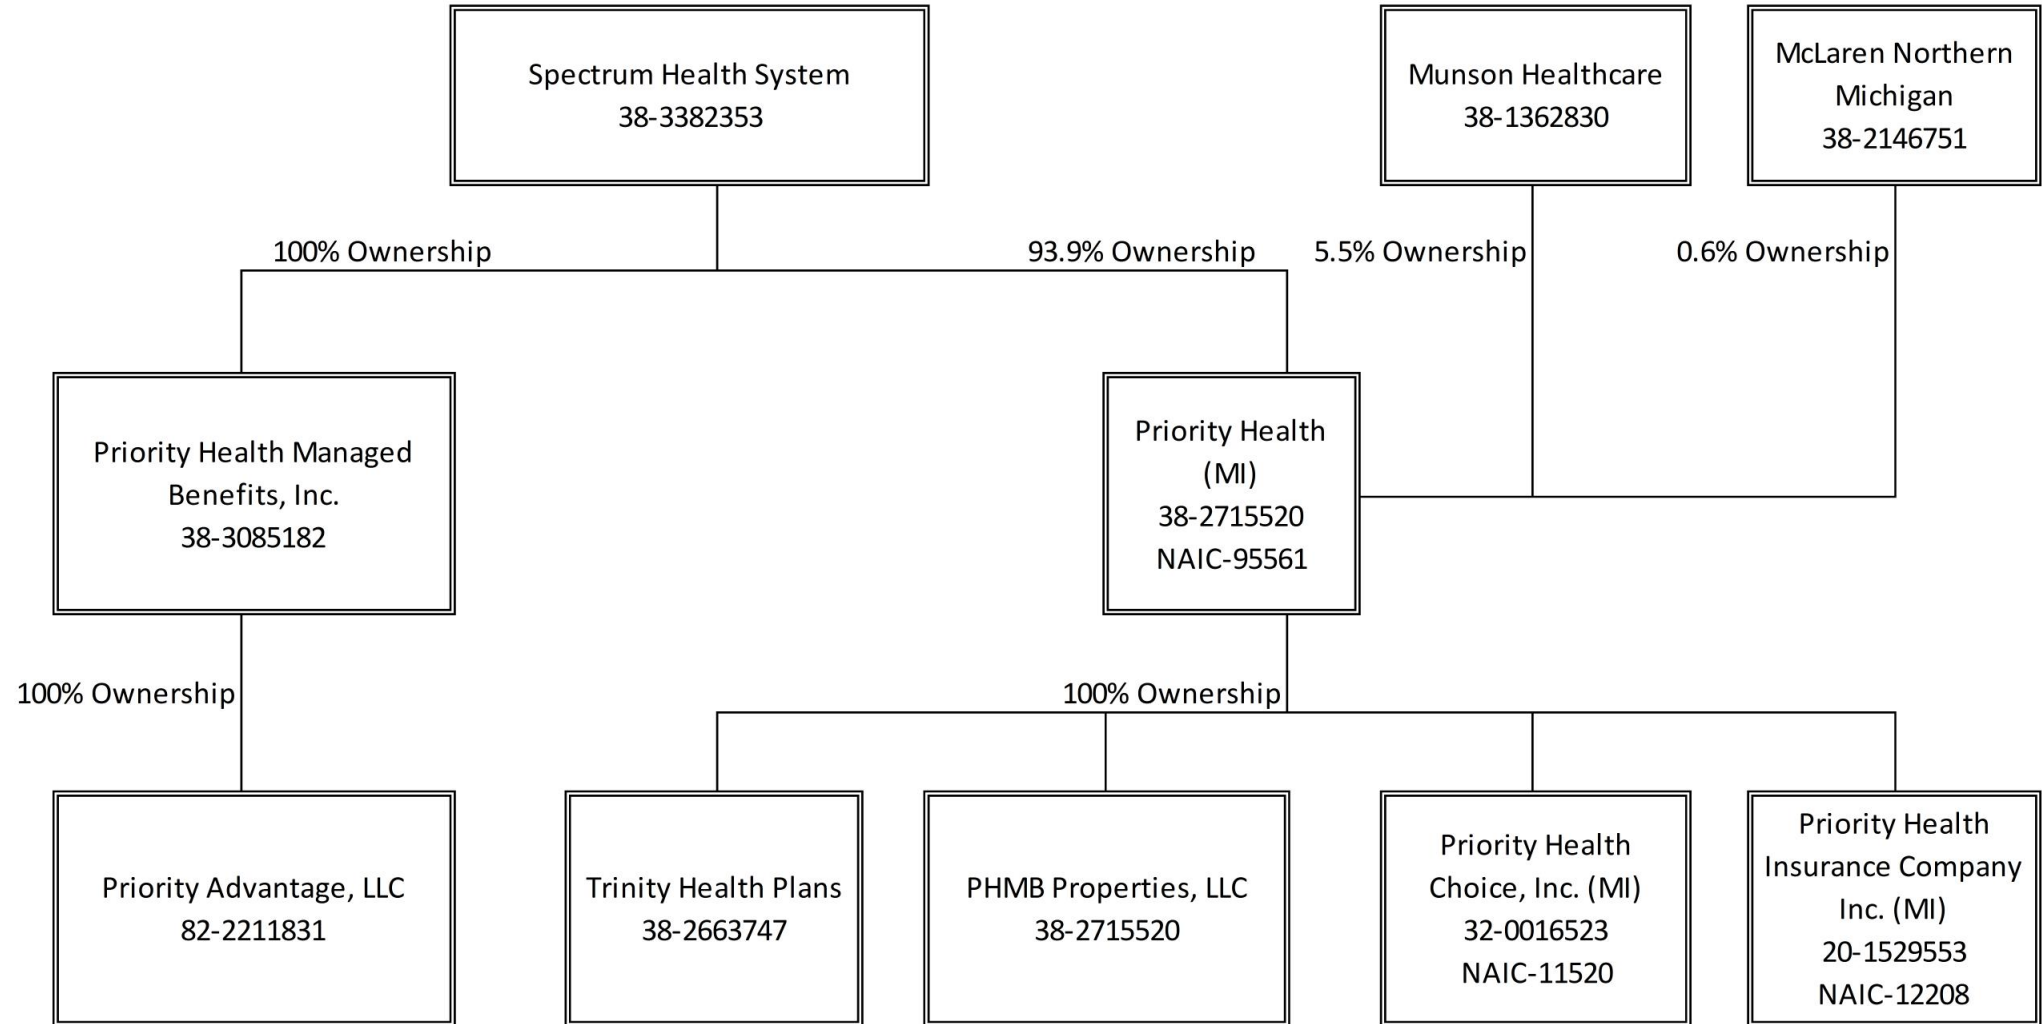 Spectrum Health System
38-3382353
Munson Healthcare
38-1362830
McLaren Northern
Michigan
38-2146751
100% Ownership
93.9% Ownership
5.5% Ownership
0.6% Ownership
Priority Health Managed
Benefits, Inc.
38-3085182
Priority Health
(MI)
38-2715520
NAIC-95561
100% Ownership
100% Ownership
Priority Advantage, LLC
82-2211831
Trinity Health Plans
38-2663747
PHMB Properties, LLC
38-2715520
Priority Health
Choice, Inc. (MI)
32-0016523
NAIC-11520
Priority Health
Insurance Company
Inc. (MI)
20-1529553
NAIC-12208